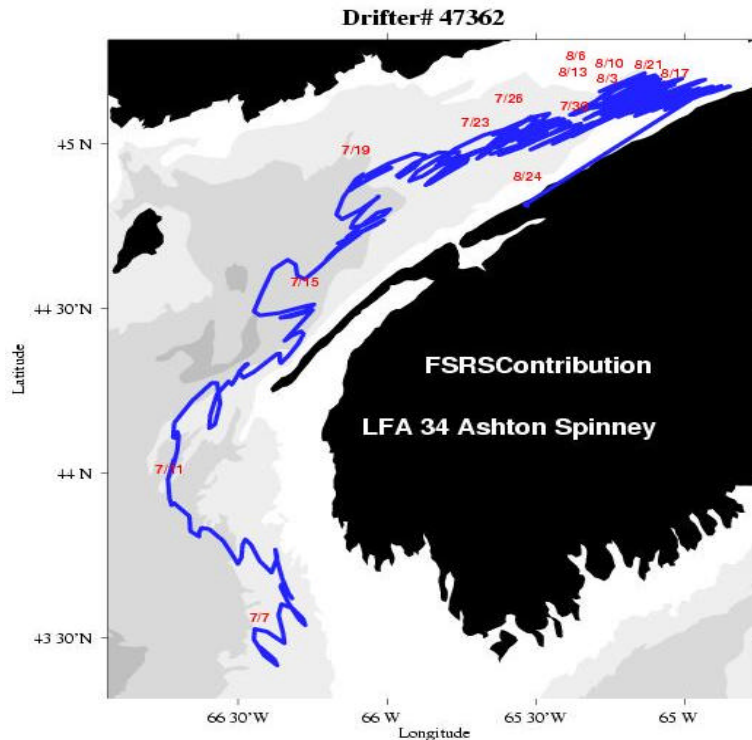 Drifter# 47362
8/6
8/10
8/21
8/13
8/17
8/3
7/26
7/30
7/23
45 N
7/19
8/24
7/15
44 30'N
Latitude
FSRSContribution
LFA 34 Ashton Spinney
44 N
7/11
7/7
43 30'N
66 30'W
66 W
65 30'W
65 W
Longitude